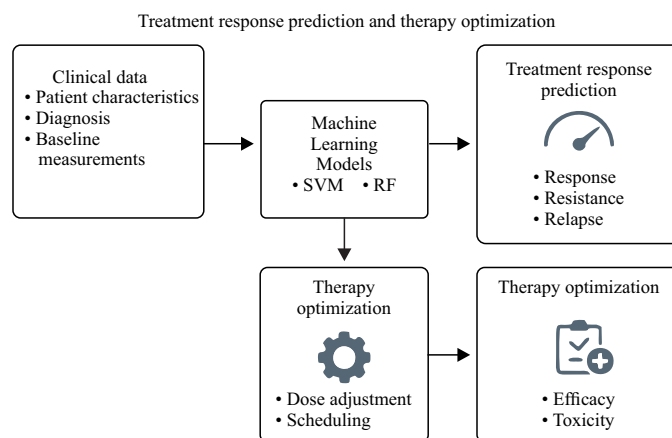 Treatment response prediction and therapy optimization
Clinical data
• Patient characteristics
• Diagnosis
• Baseline
measurements
Machine
Learning
Models
• SVM • RF
Treatment response
prediction
• Response
• Resistance
• Relapse
Therapy
optimization
• Dose adjustment
• Scheduling
Therapy optimization
• Efficacy
• Toxicity